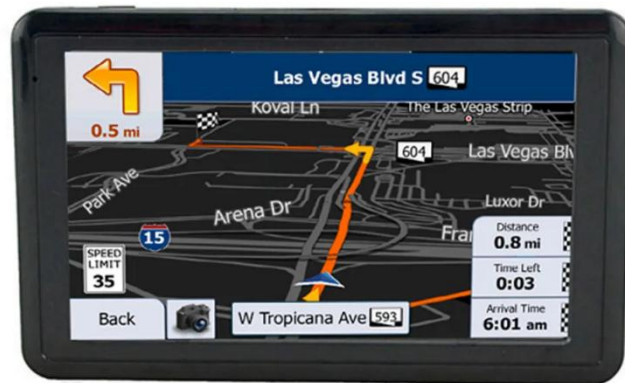 Las Vegas Blvd S 604
0.5 mi
Koval Ln
The Las Vegas Strip
604
Las Vegas Blv
Park Ave
Arena Dr
Luxor Dr
15
Fra
SPEED
LIMIT
35
Distance
0.8 mi
Time Left
0:03
Arrival Time
6:01 am
Back
W Tropicana Ave 593